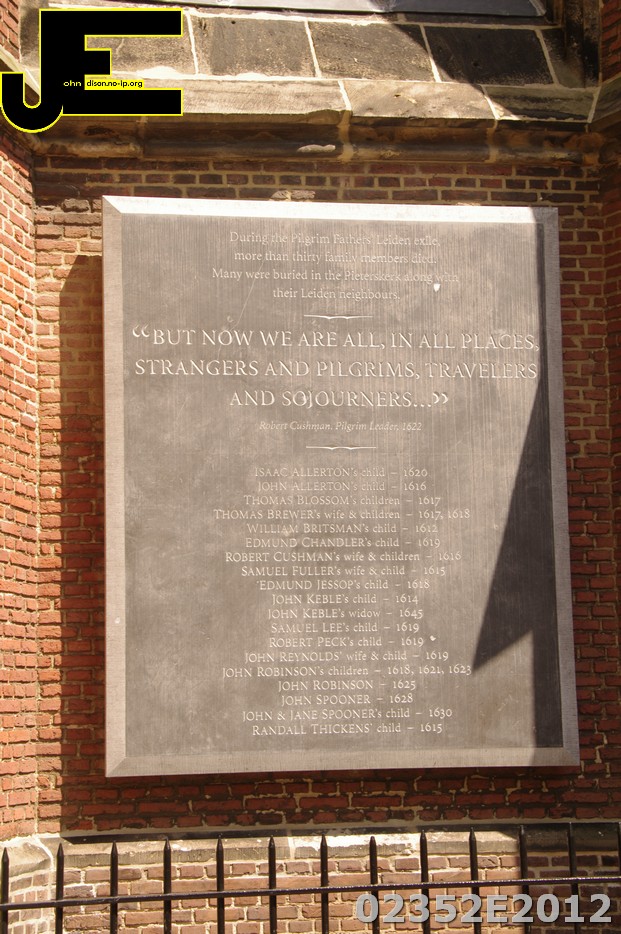 JE
ohn dison.no-ip.org
During the Pilgrim Fathers' Leiden exile,
more than thirty family members died.
Many were buried in the Pieterskerk along with
their Leiden neighbours.
“BUT NOW WE ARE ALL, IN ALL PLACES,
STRANGERS AND PILGRIMS, TRAVELERS
AND SOJOURNERS...”
Robert Cushman, Pilgrim Leader, 1622
ISAAC ALLERTON's child – 1620
JOHN ALLERTON's child – 1616
THOMAS BLOSSOM's children – 1617
THOMAS BREWER's wife & children – 1617, 1618
WILLIAM BRITSMAN's child – 1612
EDMUND CHANDLER's child – 1619
ROBERT CUSHMAN's wife & children – 1616
SAMUEL FULLER's wife & child – 1615
EDMUND JESSOP's child – 1618
JOHN KEBLE's child – 1614
JOHN KEBLE's widow – 1645
SAMUEL LEE's child – 1619
ROBERT PECK's child – 1619
JOHN REYNOLDS' wife & child – 1619
JOHN ROBINSON's children – 1618, 1621, 1623
JOHN ROBINSON – 1625
JOHN SPOONER – 1628
JOHN & JANE SPOONER's child – 1630
RANDALL THICKENS' child – 1615
02352E2012